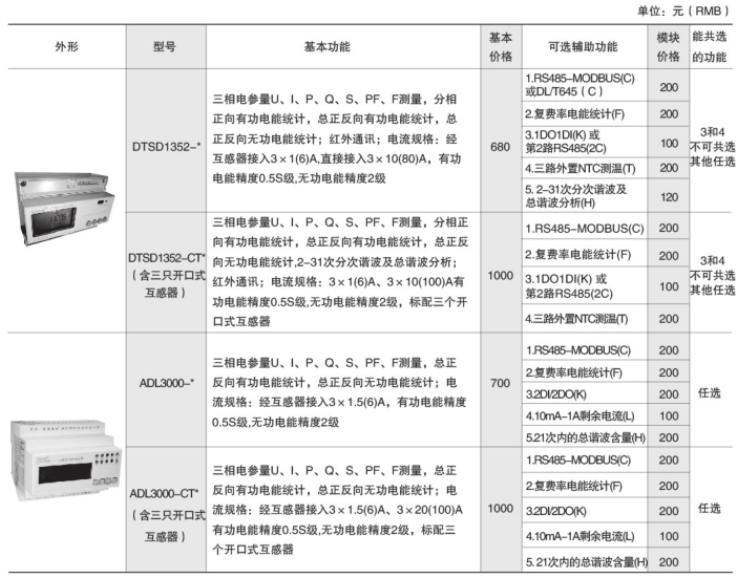 单位：元（RMB）
外形
型号
基本功能
基本
价格
可选辅助功能
模块
价格
能共选
的功能
DTSD1352-*
三相电参量U、I、P、Q、S、PF、F测量，分相
正向有功电能统计，总正反向有功电能统计，总
正反向无功电能统计；红外通讯；电流规格：经
互感器接入3×1(6)A,直接接入3×10(80)A，有功
电能精度0.5S级,无功电能精度2级
680
1.RS485-MODBUS(C)
或DL/T645（C）
200
2.复费率电能统计(F)
200
3.1DO1DI(K) 或
第2路RS485(2C)
100
4.三路外置NTC测温(T)
200
5. 2-31次分次谐波及
总谐波分析(H)
120
3和4
不可共选
其他任选
DTSD1352-CT*
（含三只开口式
互感器）
三相电参量U、I、P、Q、S、PF、F测量，分相正
向有功电能统计，总正反向有功电能统计，总正反
向无功电能统计,2-31次分次谐波及总谐波分析；
红外通讯；电流规格：3×1(6)A、3×10(100)A有
功电能精度0.5S级,无功电能精度2级，标配三个开
口式互感器
1000
1.RS485-MODBUS(C)
200
2.复费率电能统计(F)
200
3.1DO1DI(K) 或
第2路RS485(2C)
100
4.三路外置NTC测温(T)
200
3和4
不可共选
其他任选
ADL3000-*
三相电参量U、I、P、Q、S、PF、F测量，总正
反向有功电能统计，总正反向无功电能统计；电
流规格：经互感器接入3×1.5(6)A，有功电能精度
0.5S级,无功电能精度2级
700
1.RS485-MODBUS(C)
200
2.复费率电能统计(F)
200
3.2DI/2DO(K)
200
4.10mA-1A剩余电流(L)
100
5.21次内的总谐波含量(H)
200
任选
ADL3000-CT*
（含三只开口式
互感器）
三相电参量U、I、P、Q、S、PF、F测量，总正
反向有功电能统计，总正反向无功电能统计；电
流规格：经互感器接入3×1.5(6)A、3×20(100)A
有功电能精度0.5S级,无功电能精度2级，标配三
个开口式互感器
1000
1.RS485-MODBUS(C)
200
2.复费率电能统计(F)
200
3.2DI/2DO(K)
200
4.10mA-1A剩余电流(L)
100
5. 21次内的总谐波含量(H)
200
任选